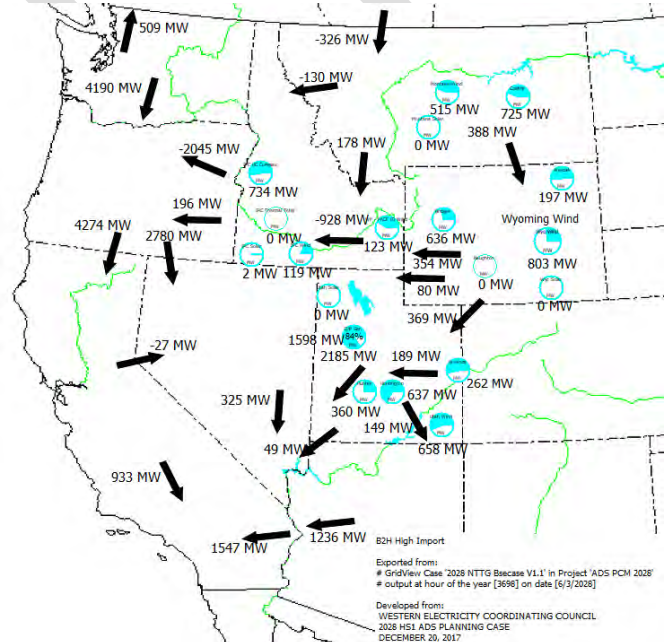 509 MW
-326 MW
4190 MW
-130 MW
515 MW
725 MW
388 MW
0 MW
-2045 MW
178 MW
734 MW
197 MW
196 MW
-928 MW
Wyoming Wind
4274 MW
2780 MW
0 MW
123 MW
636 MW
354 MW
803 MW
2 MW
119 MW
80 MW
0 MW
0 MW
0 MW
369 MW
-27 MW
1598 MW
84%
2185 MW
189 MW
262 MW
325 MW
360 MW
637 MW
149 MW
49 MW
658 MW
933 MW
1547 MW
1236 MW
B2H High Import
Exported from:
# GridView Case '2028 NTTG Bsecase V1.1' in Project 'ADS PCM 2028'
# output at hour of the year [3698] on date [6/3/2028]
Developed from:
WESTERN ELECTRICITY COORDINATING COUNCIL
2028 HS1 ADS PLANNING CASE
DECEMBER 20, 2017